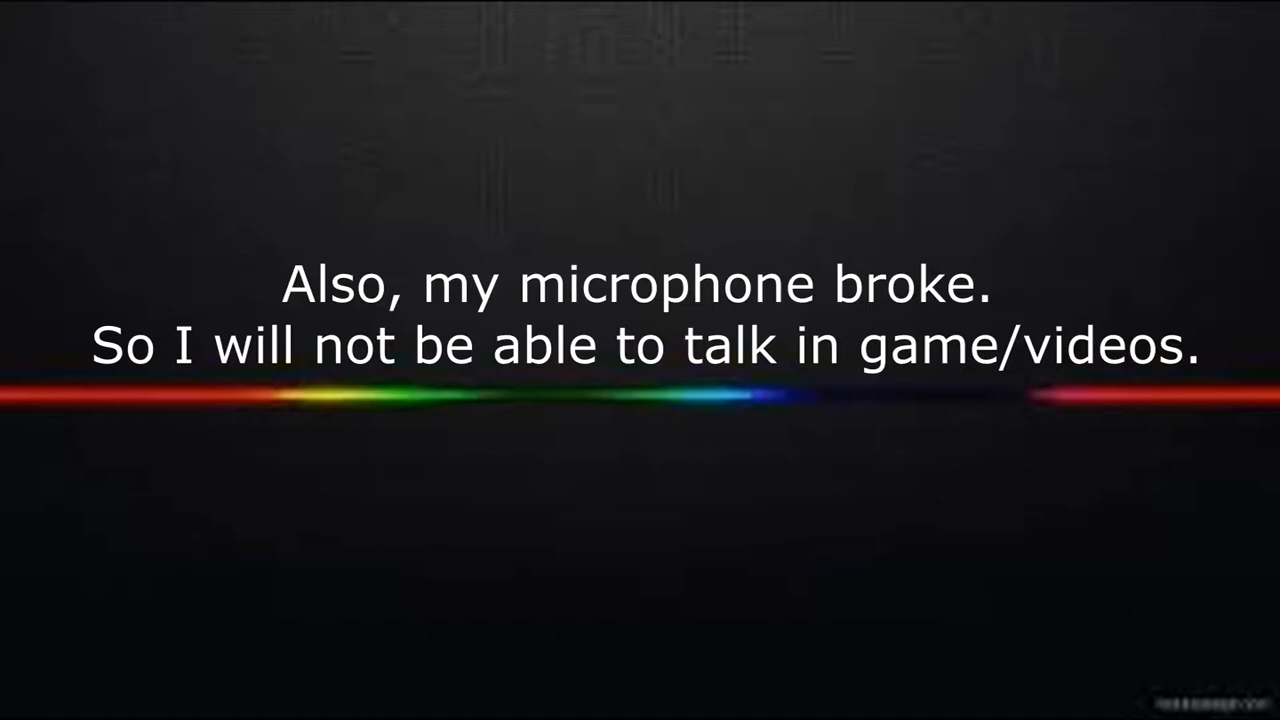 Also, my microphone broke.
So I will not be able to talk in game/videos.